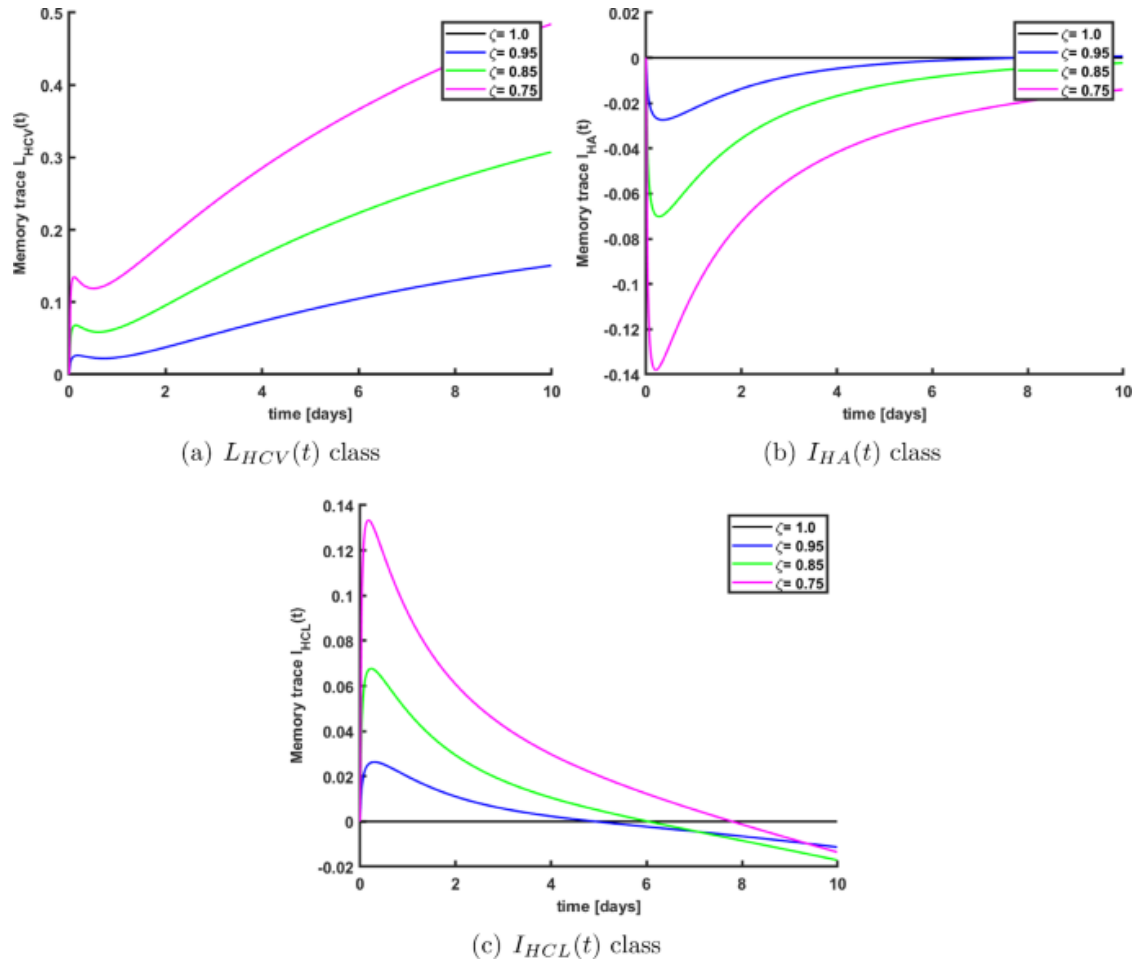 0.5
0.4
0.3
0.2
0.1
0
Memory trace L_HCV(t)
ζ= 1.0
ζ= 0.95
ζ= 0.85
ζ= 0.75
0 2 4 6 8 10
time [days]
(a) L_HCV(t) class
0.02
0
-0.02
-0.04
-0.06
-0.08
-0.1
-0.12
-0.14
Memory trace I_HA(t)
ζ= 1.0
ζ= 0.95
ζ= 0.85
ζ= 0.75
0 2 4 6 8 10
time [days]
(b) I_HA(t) class
0.14
0.12
0.1
0.08
0.06
0.04
0.02
0
-0.02
Memory trace I_HCL(t)
ζ= 1.0
ζ= 0.95
ζ= 0.85
ζ= 0.75
0 2 4 6 8 10
time [days]
(c) I_HCL(t) class